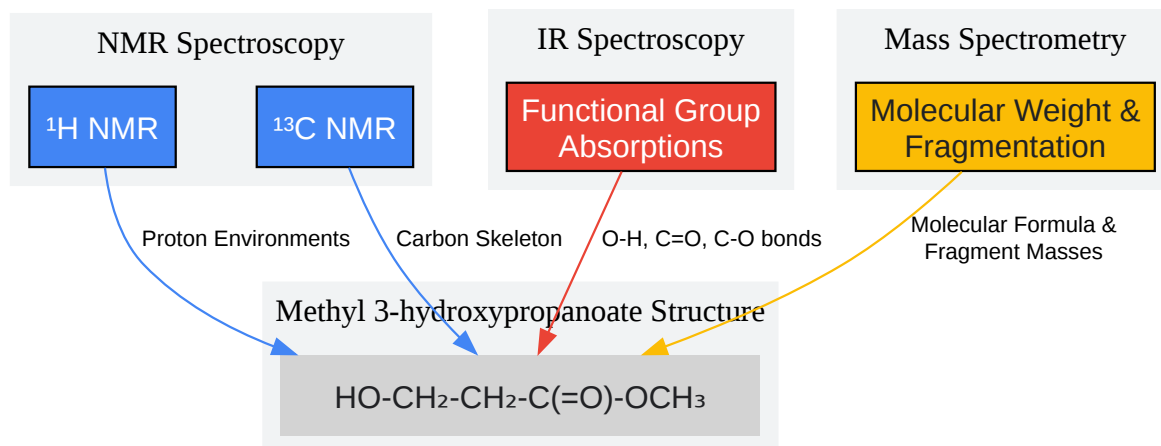 NMR Spectroscopy
IR Spectroscopy
Mass Spectrometry
¹H NMR
¹³C NMR
Functional Group
Absorptions
Molecular Weight &
Fragmentation
Proton Environments
Carbon Skeleton
O-H, C=O, C-O bonds
Molecular Formula &
Fragment Masses
Methyl 3-hydroxypropanoate Structure
HO-CH₂-CH₂-C(=O)-OCH₃